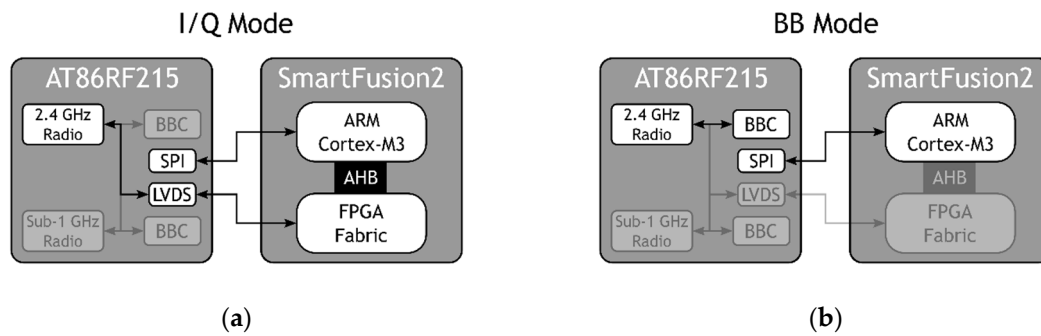 I/Q Mode
AT86RF215
SmartFusion2
2.4 GHz
Radio
BBC
SPI
LVDS
Sub-1 GHz
Radio
BBC
ARM
Cortex-M3
AHB
FPGA
Fabric
(a)
BB Mode
AT86RF215
SmartFusion2
2.4 GHz
Radio
BBC
SPI
LVDS
Sub-1 GHz
Radio
BBC
ARM
Cortex-M3
AHB
FPGA
Fabric
(b)